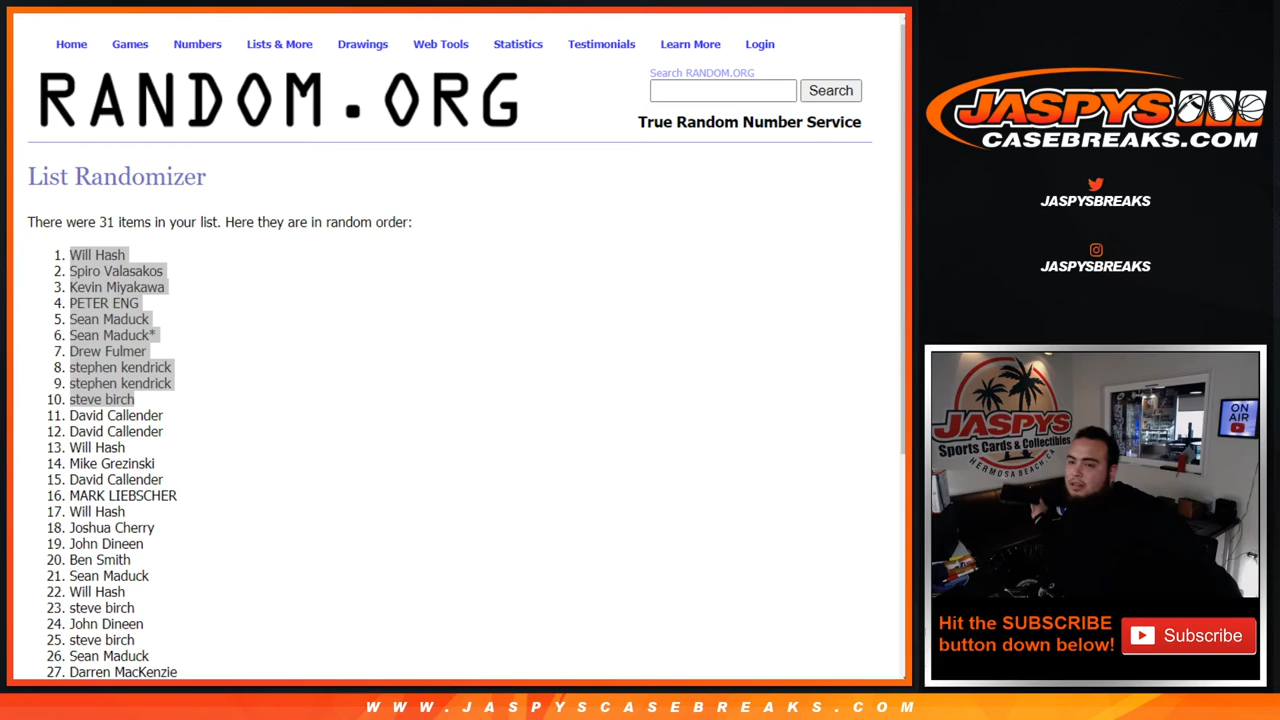 Home Games Numbers Lists & More Drawings Web Tools Statistics Testimonials Learn More Login
RANDOM.ORG
Search RANDOM.ORG
Search
True Random Number Service
List Randomizer
There were 31 items in your list. Here they are in random order:
1. Will Hash
2. Spiro Valasakos
3. Kevin Miyakawa
4. PETER ENG
5. Sean Maduck
6. Sean Maduck*
7. Drew Fulmer
8. stephen kendrick
9. stephen kendrick
10. steve birch
11. David Callender
12. David Callender
13. Will Hash
14. Mike Grezinski
15. David Callender
16. MARK LIEBSCHER
17. Will Hash
18. Joshua Cherry
19. John Dineen
20. Ben Smith
21. Sean Maduck
22. Will Hash
23. steve birch
24. John Dineen
25. steve birch
26. Sean Maduck
27. Darren MacKenzie
JASPYS
CASEBREAKS.COM
JASPYSBREAKS
JASPYSBREAKS
JASPYS
Sports Cards & Collectibles
HERMOSA BEACH, CA
ON
AIR
Hit the SUBSCRIBE
button down below!
Subscribe
WWW.JASPYSCASEBREAKS.COM